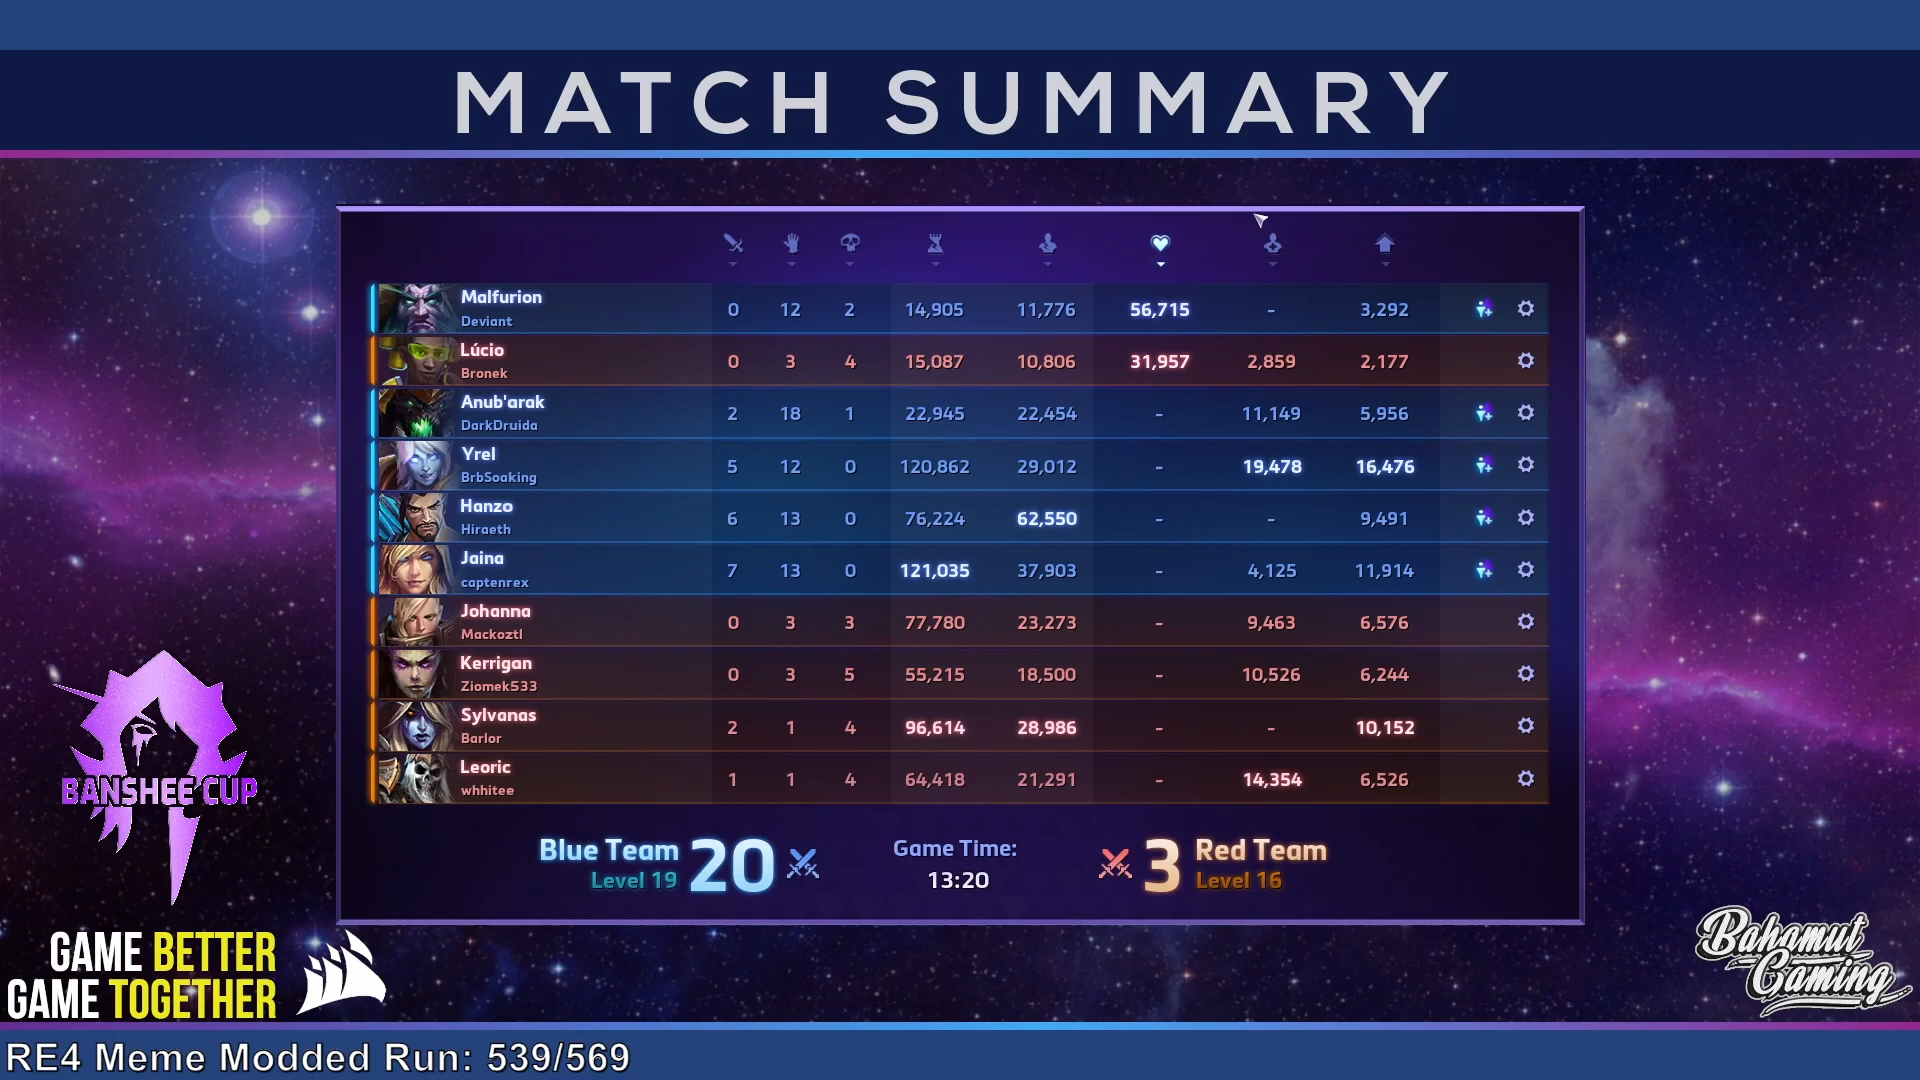 MATCH SUMMARY
Malfurion
Deviant
0 12 2 14,905 11,776 56,715 - 3,292
Lúcio
Bronek
0 3 4 15,087 10,806 31,957 2,859 2,177
Anub'arak
DarkDruida
2 18 1 22,945 22,454 - 11,149 5,956
Yrel
BrbSoaking
5 12 0 120,862 29,012 - 19,478 16,476
Hanzo
Hiraeth
6 13 0 76,224 62,550 - - 9,491
Jaina
captenrex
7 13 0 121,035 37,903 - 4,125 11,914
Johanna
Mackoztl
0 3 3 77,780 23,273 - 9,463 6,576
Kerrigan
Ziomek533
0 3 5 55,215 18,500 - 10,526 6,244
Sylvanas
Barlor
2 1 4 96,614 28,986 - - 10,152
Leoric
whhitee
1 1 4 64,418 21,291 - 14,354 6,526
Blue Team
Level 19
20
Game Time:
13:20
3
Red Team
Level 16
BANSHEE CUP
GAME BETTER
GAME TOGETHER
Bahamut
Gaming
RE4 Meme Modded Run: 539/569